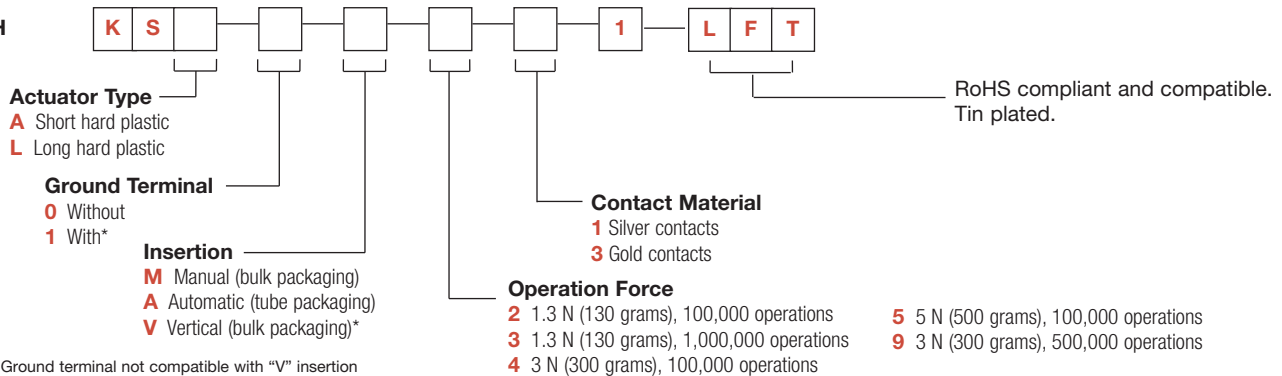 H
K S 1 L F T
RoHS compliant and compatible.
Tin plated.
Actuator Type
A Short hard plastic
L Long hard plastic
Ground Terminal
0 Without
1 With*
Insertion
M Manual (bulk packaging)
A Automatic (tube packaging)
V Vertical (bulk packaging)*
Ground terminal not compatible with “V” insertion
Contact Material
1 Silver contacts
3 Gold contacts
Operation Force
2 1.3 N (130 grams), 100,000 operations
3 1.3 N (130 grams), 1,000,000 operations
4 3 N (300 grams), 100,000 operations
5 5 N (500 grams), 100,000 operations
9 3 N (300 grams), 500,000 operations